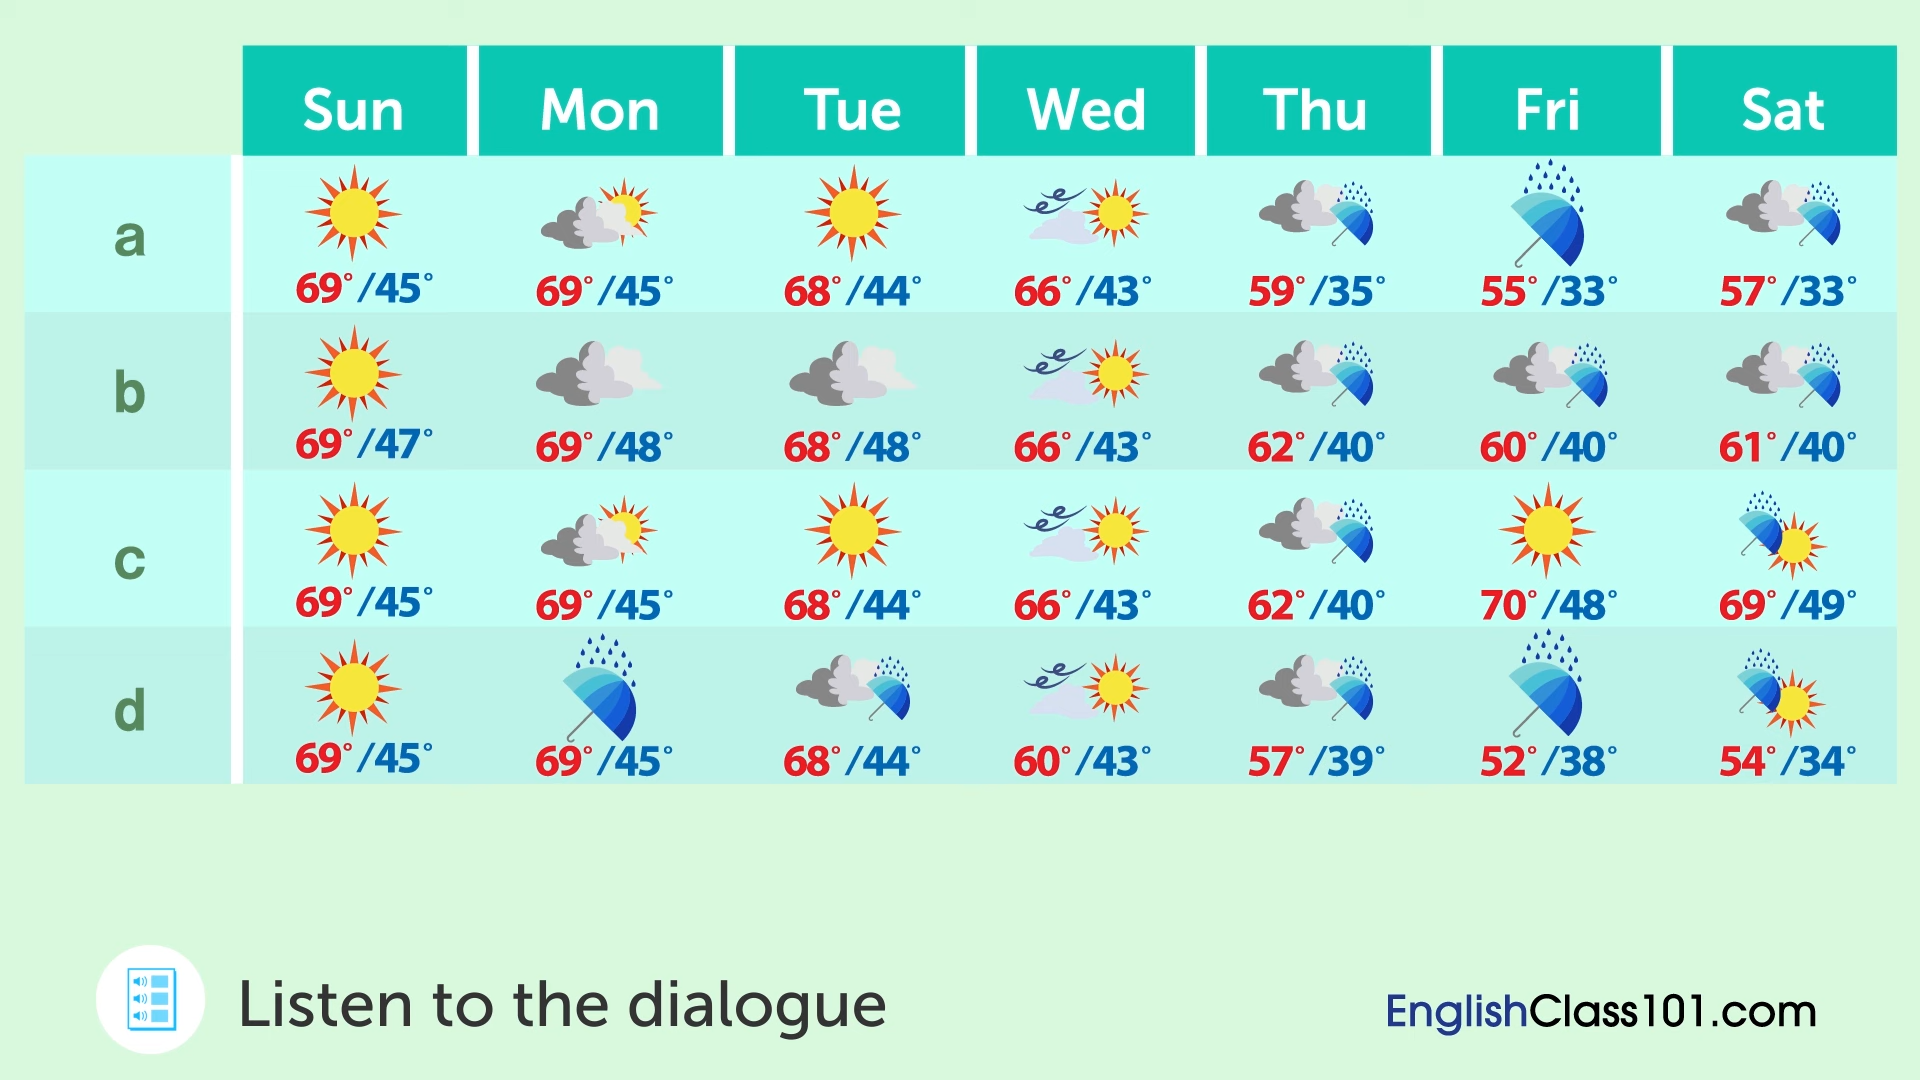 Sun Mon Tue Wed Thu Fri Sat
a
69°/45° 69°/45° 68°/44° 66°/43° 59°/35° 55°/33° 57°/33°
b
69°/47° 69°/48° 68°/48° 66°/43° 62°/40° 60°/40° 61°/40°
c
69°/45° 69°/45° 68°/44° 66°/43° 62°/40° 70°/48° 69°/49°
d
69°/45° 69°/45° 68°/44° 60°/43° 57°/39° 52°/38° 54°/34°
Listen to the dialogue
EnglishClass101.com